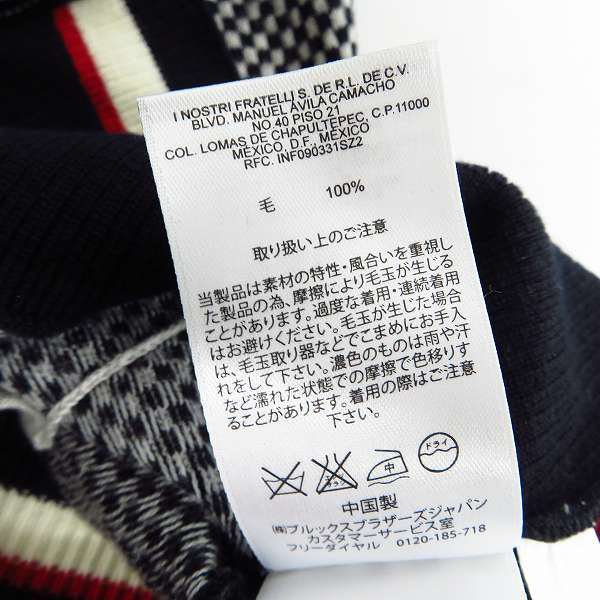 I NOSTRI FRATELLI S. DE R.L. DE C.V.
BLVD. MANUEL ÁVILA CAMACHO
NO 40 PISO 21
COL. LOMAS DE CHAPULTEPEC, C.P.11000
MÉXICO, D.F., MÉXICO
RFC. INF090331SZ2
毛 100%
取り扱い上のご注意
当製品は素材の特性・風合いを重視し
た製品の為、摩擦により毛玉が生じる
ことがあります。過度な着用・連続着用
はお避けください。毛玉が生じた場合
は、毛玉取り器などでこまめにお手入
れをして下さい。濃色のものは雨や汗
など濡れた状態での摩擦で色移りす
ることがあります。着用の際はご注意
下さい。
エンソサラシ 中 ドライ
中国製
(株)ブルックスブラザーズジャパン
カスタマーサービス室
フリーダイヤル 0120-185-718